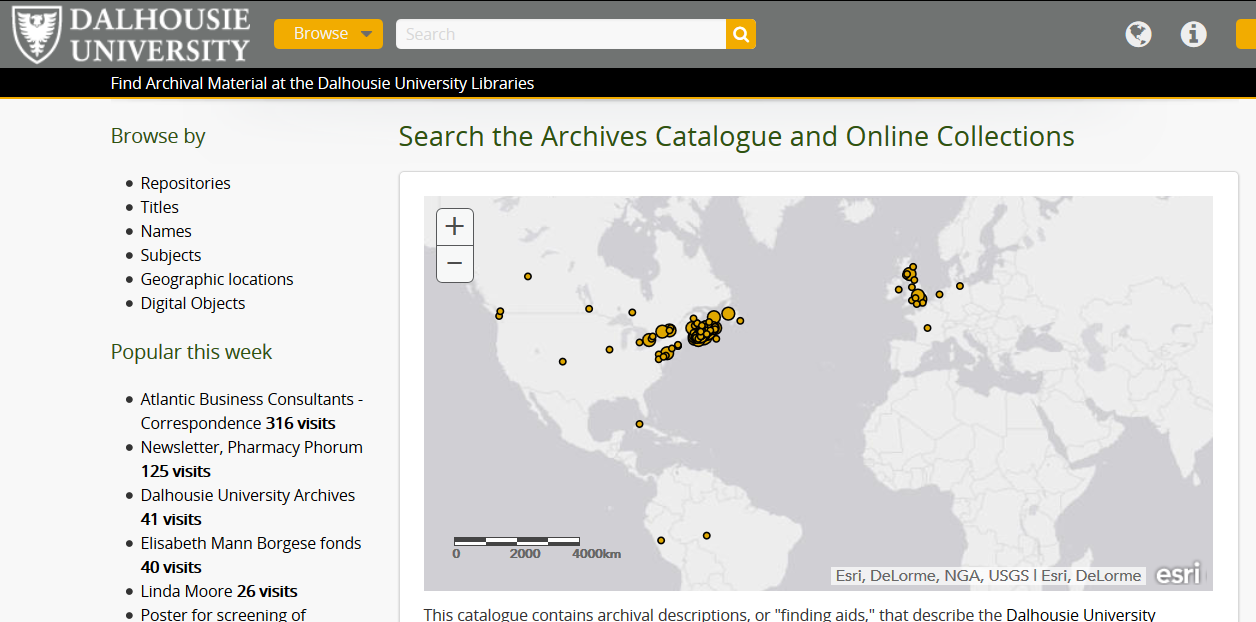 DALHOUSIE
UNIVERSITY
Browse
Search
Find Archival Material at the Dalhousie University Libraries
Browse by
Repositories
Titles
Names
Subjects
Geographic locations
Digital Objects
Popular this week
Atlantic Business Consultants -
Correspondence 316 visits
Newsletter, Pharmacy Phorum
125 visits
Dalhousie University Archives
41 visits
Elisabeth Mann Borgese fonds
40 visits
Linda Moore 26 visits
Poster for screening of
Search the Archives Catalogue and Online Collections
+
−
0 2000 4000km
Esri, DeLorme, NGA, USGS | Esri, DeLorme
esri
This catalogue contains archival descriptions, or "finding aids," that describe the Dalhousie University